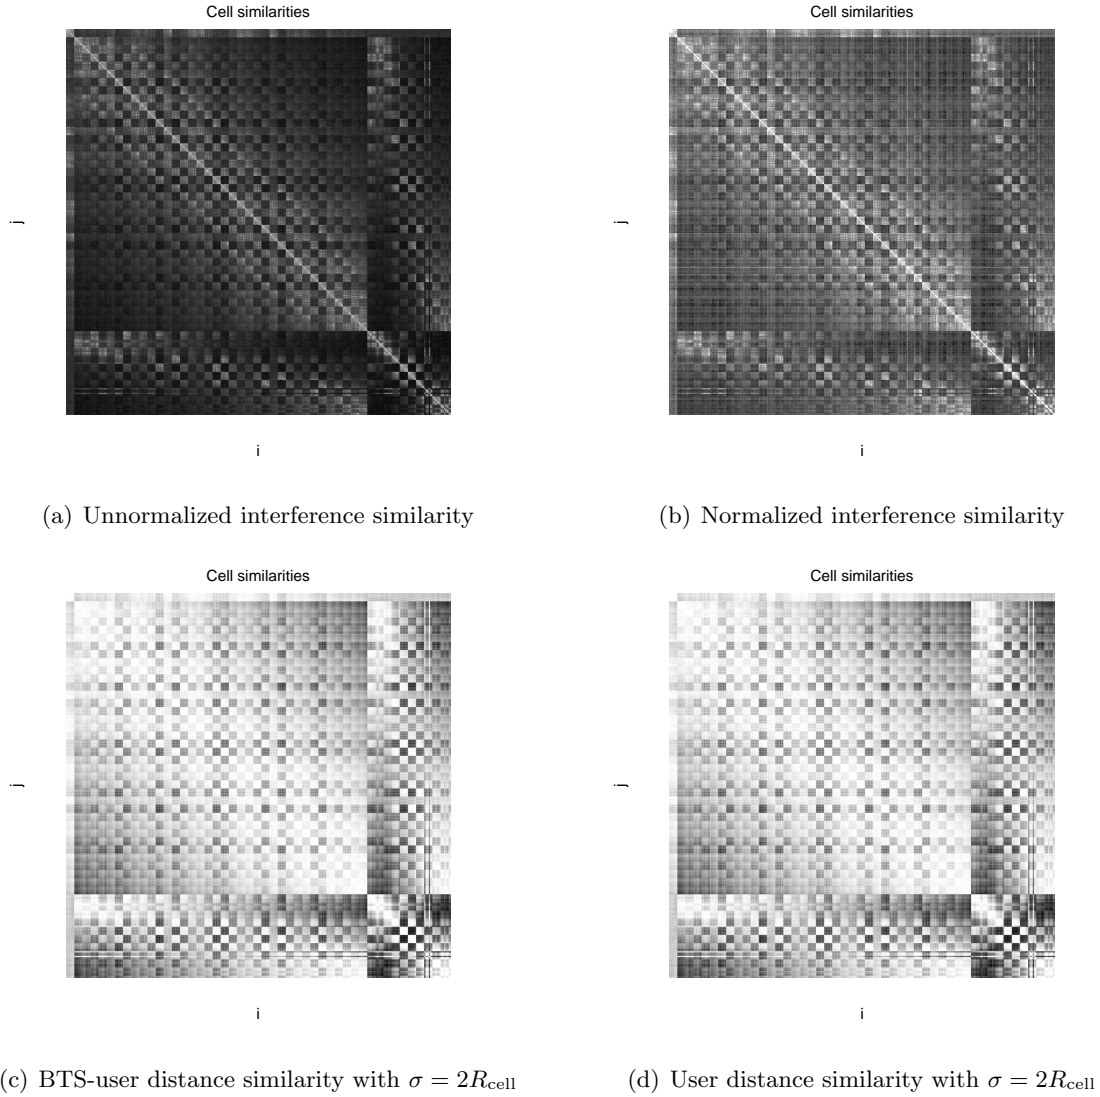 Cell similarities
Cell similarities
j
j
i
i
(a) Unnormalized interference similarity
(b) Normalized interference similarity
Cell similarities
Cell similarities
j
j
i
i
(c) BTS-user distance similarity with σ = 2R_cell
(d) User distance similarity with σ = 2R_cell